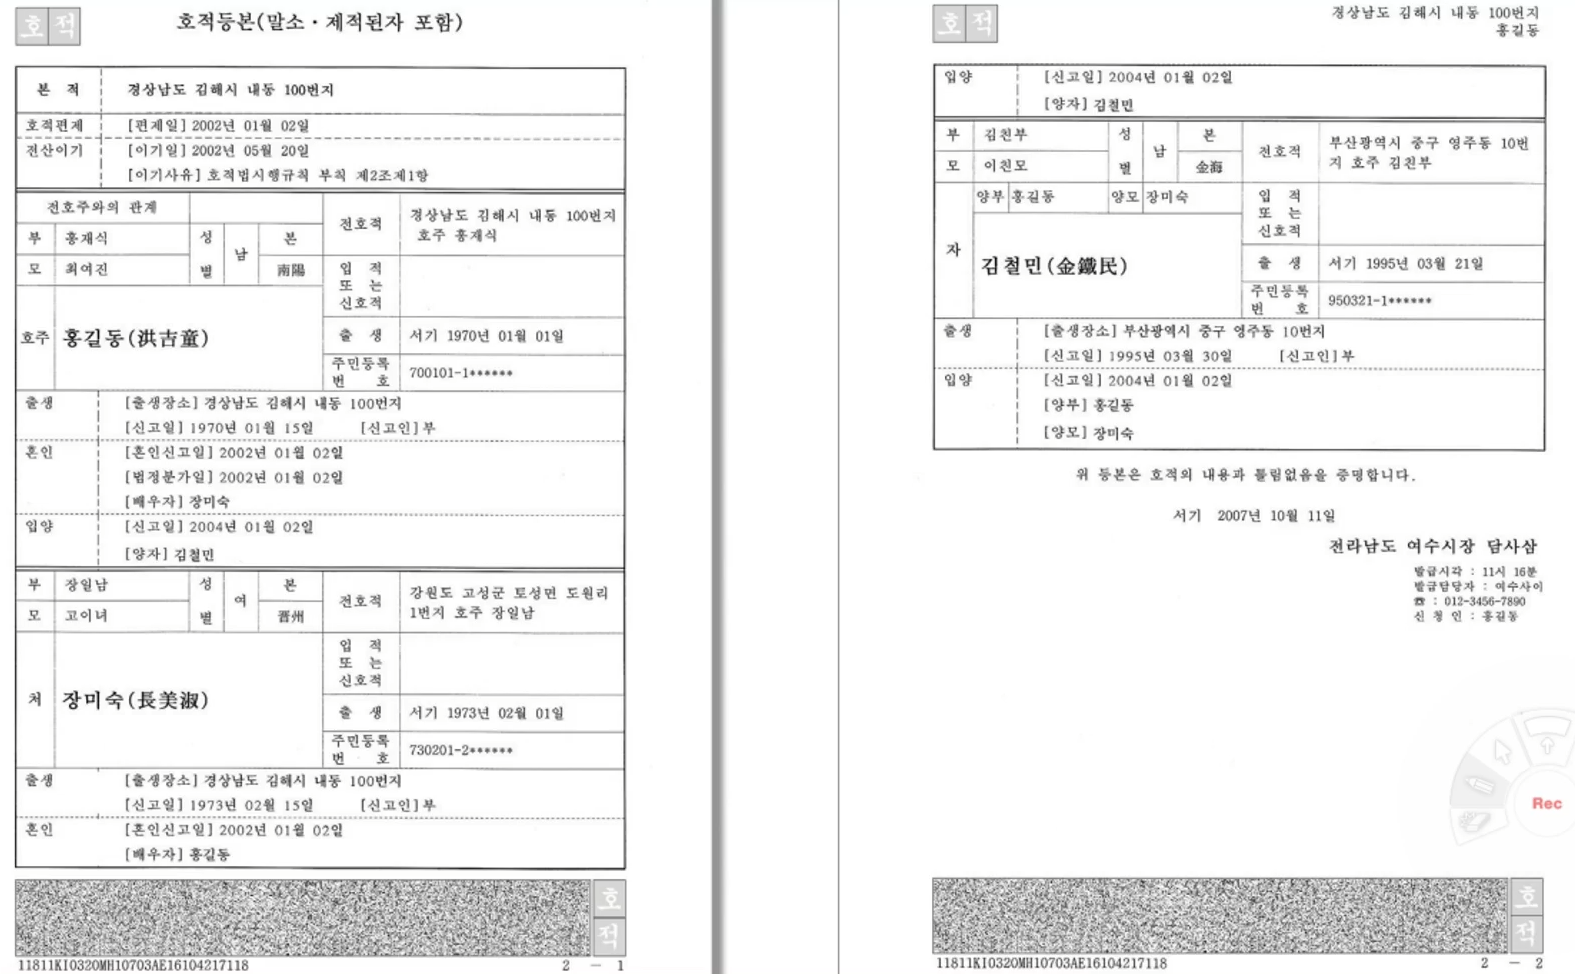 호적
호적등본(말소·제적된자 포함)
본 적 경상남도 김해시 내동 100번지
호적편제 [편제일] 2002년 01월 02일
전산이기 [이기일] 2002년 05월 20일
[이기사유] 호적법시행규칙 부칙 제2조제1항
전호주와의 관계
전호적 경상남도 김해시 내동 100번지
호주 홍재식
부 홍재식 성별 남 본
모 최여진 南陽
입 적
또 는
신호적
호주 홍길동(洪吉童)
출 생 서기 1970년 01월 01일
주민등록
번 호 700101-1******
출생 [출생장소] 경상남도 김해시 내동 100번지
[신고일] 1970년 01월 15일 [신고인] 부
혼인 [혼인신고일] 2002년 01월 02일
[법정분가일] 2002년 01월 02일
[배우자] 장미숙
입양 [신고일] 2004년 01월 02일
[양자] 김철민
부 장일남 성별 여 본
모 고이녀 晋州
전호적 강원도 고성군 토성면 도원리
1번지 호주 장일남
입 적
또 는
신호적
처 장미숙(長美淑)
출 생 서기 1973년 02월 01일
주민등록
번 호 730201-2******
출생 [출생장소] 경상남도 김해시 내동 100번지
[신고일] 1973년 02월 15일 [신고인] 부
혼인 [혼인신고일] 2002년 01월 02일
[배우자] 홍길동
호적
11811KI0320MH10703AE16104217118 2 - 1
호적
경상남도 김해시 내동 100번지
홍길동
입양 [신고일] 2004년 01월 02일
[양자] 김철민
부 김친부 성별 남 본
모 이친모 金海
전호적 부산광역시 중구 영주동 10번
지 호주 김친부
양부 홍길동 양모 장미숙
입 적
또 는
신호적
자 김철민(金鐵民)
출 생 서기 1995년 03월 21일
주민등록
번 호 950321-1******
출생 [출생장소] 부산광역시 중구 영주동 10번지
[신고일] 1995년 03월 30일 [신고인] 부
입양 [신고일] 2004년 01월 02일
[양부] 홍길동
[양모] 장미숙
위 등본은 호적의 내용과 틀림없음을 증명합니다.
서기 2007년 10월 11일
전라남도 여수시장 담사삼
발급시각 : 11시 16분
발급담당자 : 여수사이
☎ : 012-3456-7890
신 청 인 : 홍길동
Rec
호적
11811KI0320MH10703AE16104217118 2 - 2